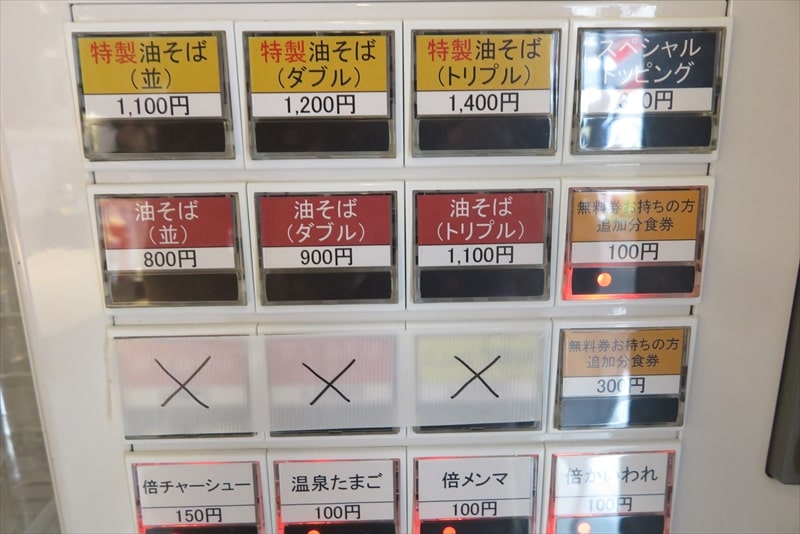 特製油そば
(並)
1,100円
特製油そば
(ダブル)
1,200円
特製油そば
(トリプル)
1,400円
スペシャル
トッピング
油そば
(並)
800円
油そば
(ダブル)
900円
油そば
(トリプル)
1,100円
無料券お持ちの方
追加分食券
100円
無料券お持ちの方
追加分食券
300円
倍チャーシュー
150円
温泉たまご
100円
倍メンマ
100円
倍かいわれ
100円